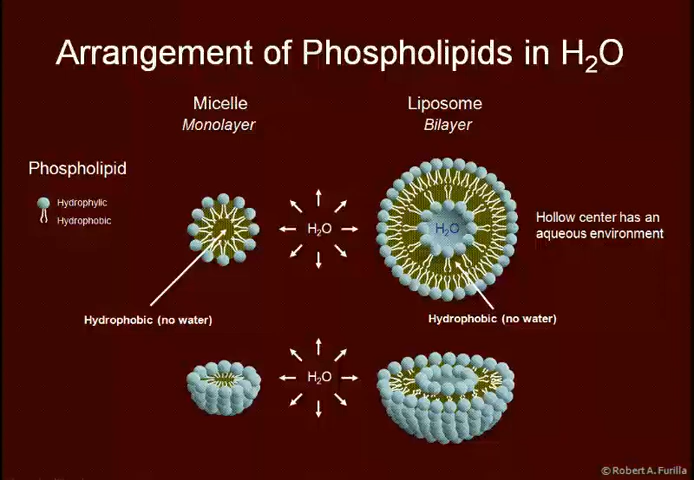 Arrangement of Phospholipids in H₂O
Micelle
Monolayer
Liposome
Bilayer
Phospholipid
Hydrophylic
Hydrophobic
H₂O
H₂O
Hollow center has an
aqueous environment
Hydrophobic (no water)
Hydrophobic (no water)
H₂O
© Robert A. Furilla